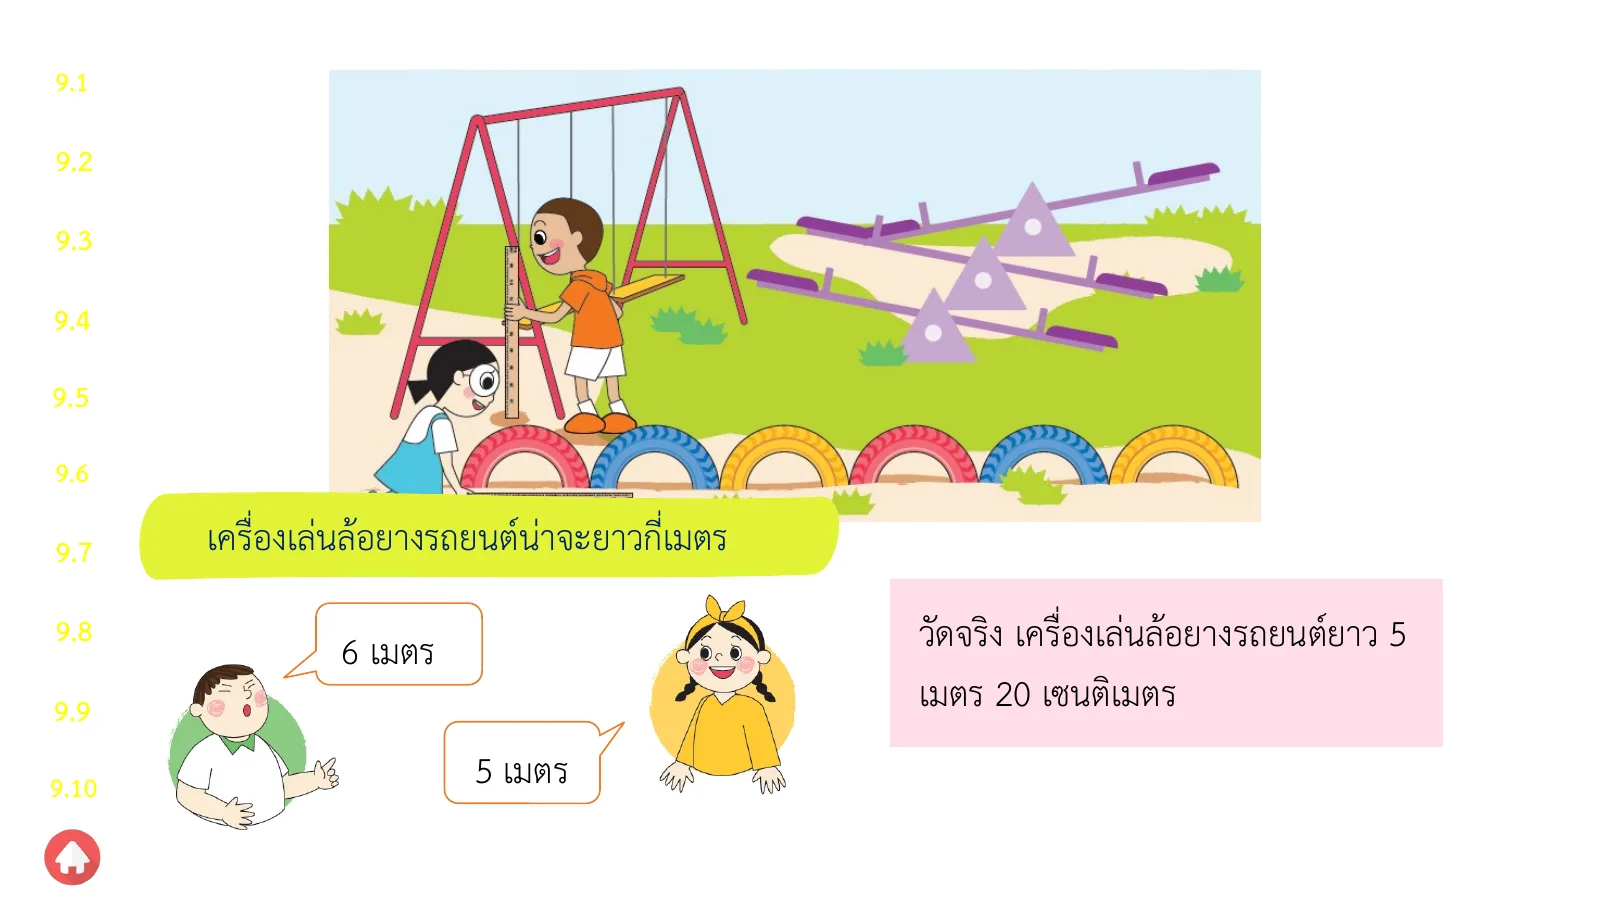 9.1
9.2
9.3
9.4
9.5
9.6
9.7
9.8
9.9
9.10
เครื่องเล่นล้อยางรถยนต์น่าจะยาวกี่เมตร
6 เมตร
5 เมตร
วัดจริง เครื่องเล่นล้อยางรถยนต์ยาว 5
เมตร 20 เซนติเมตร